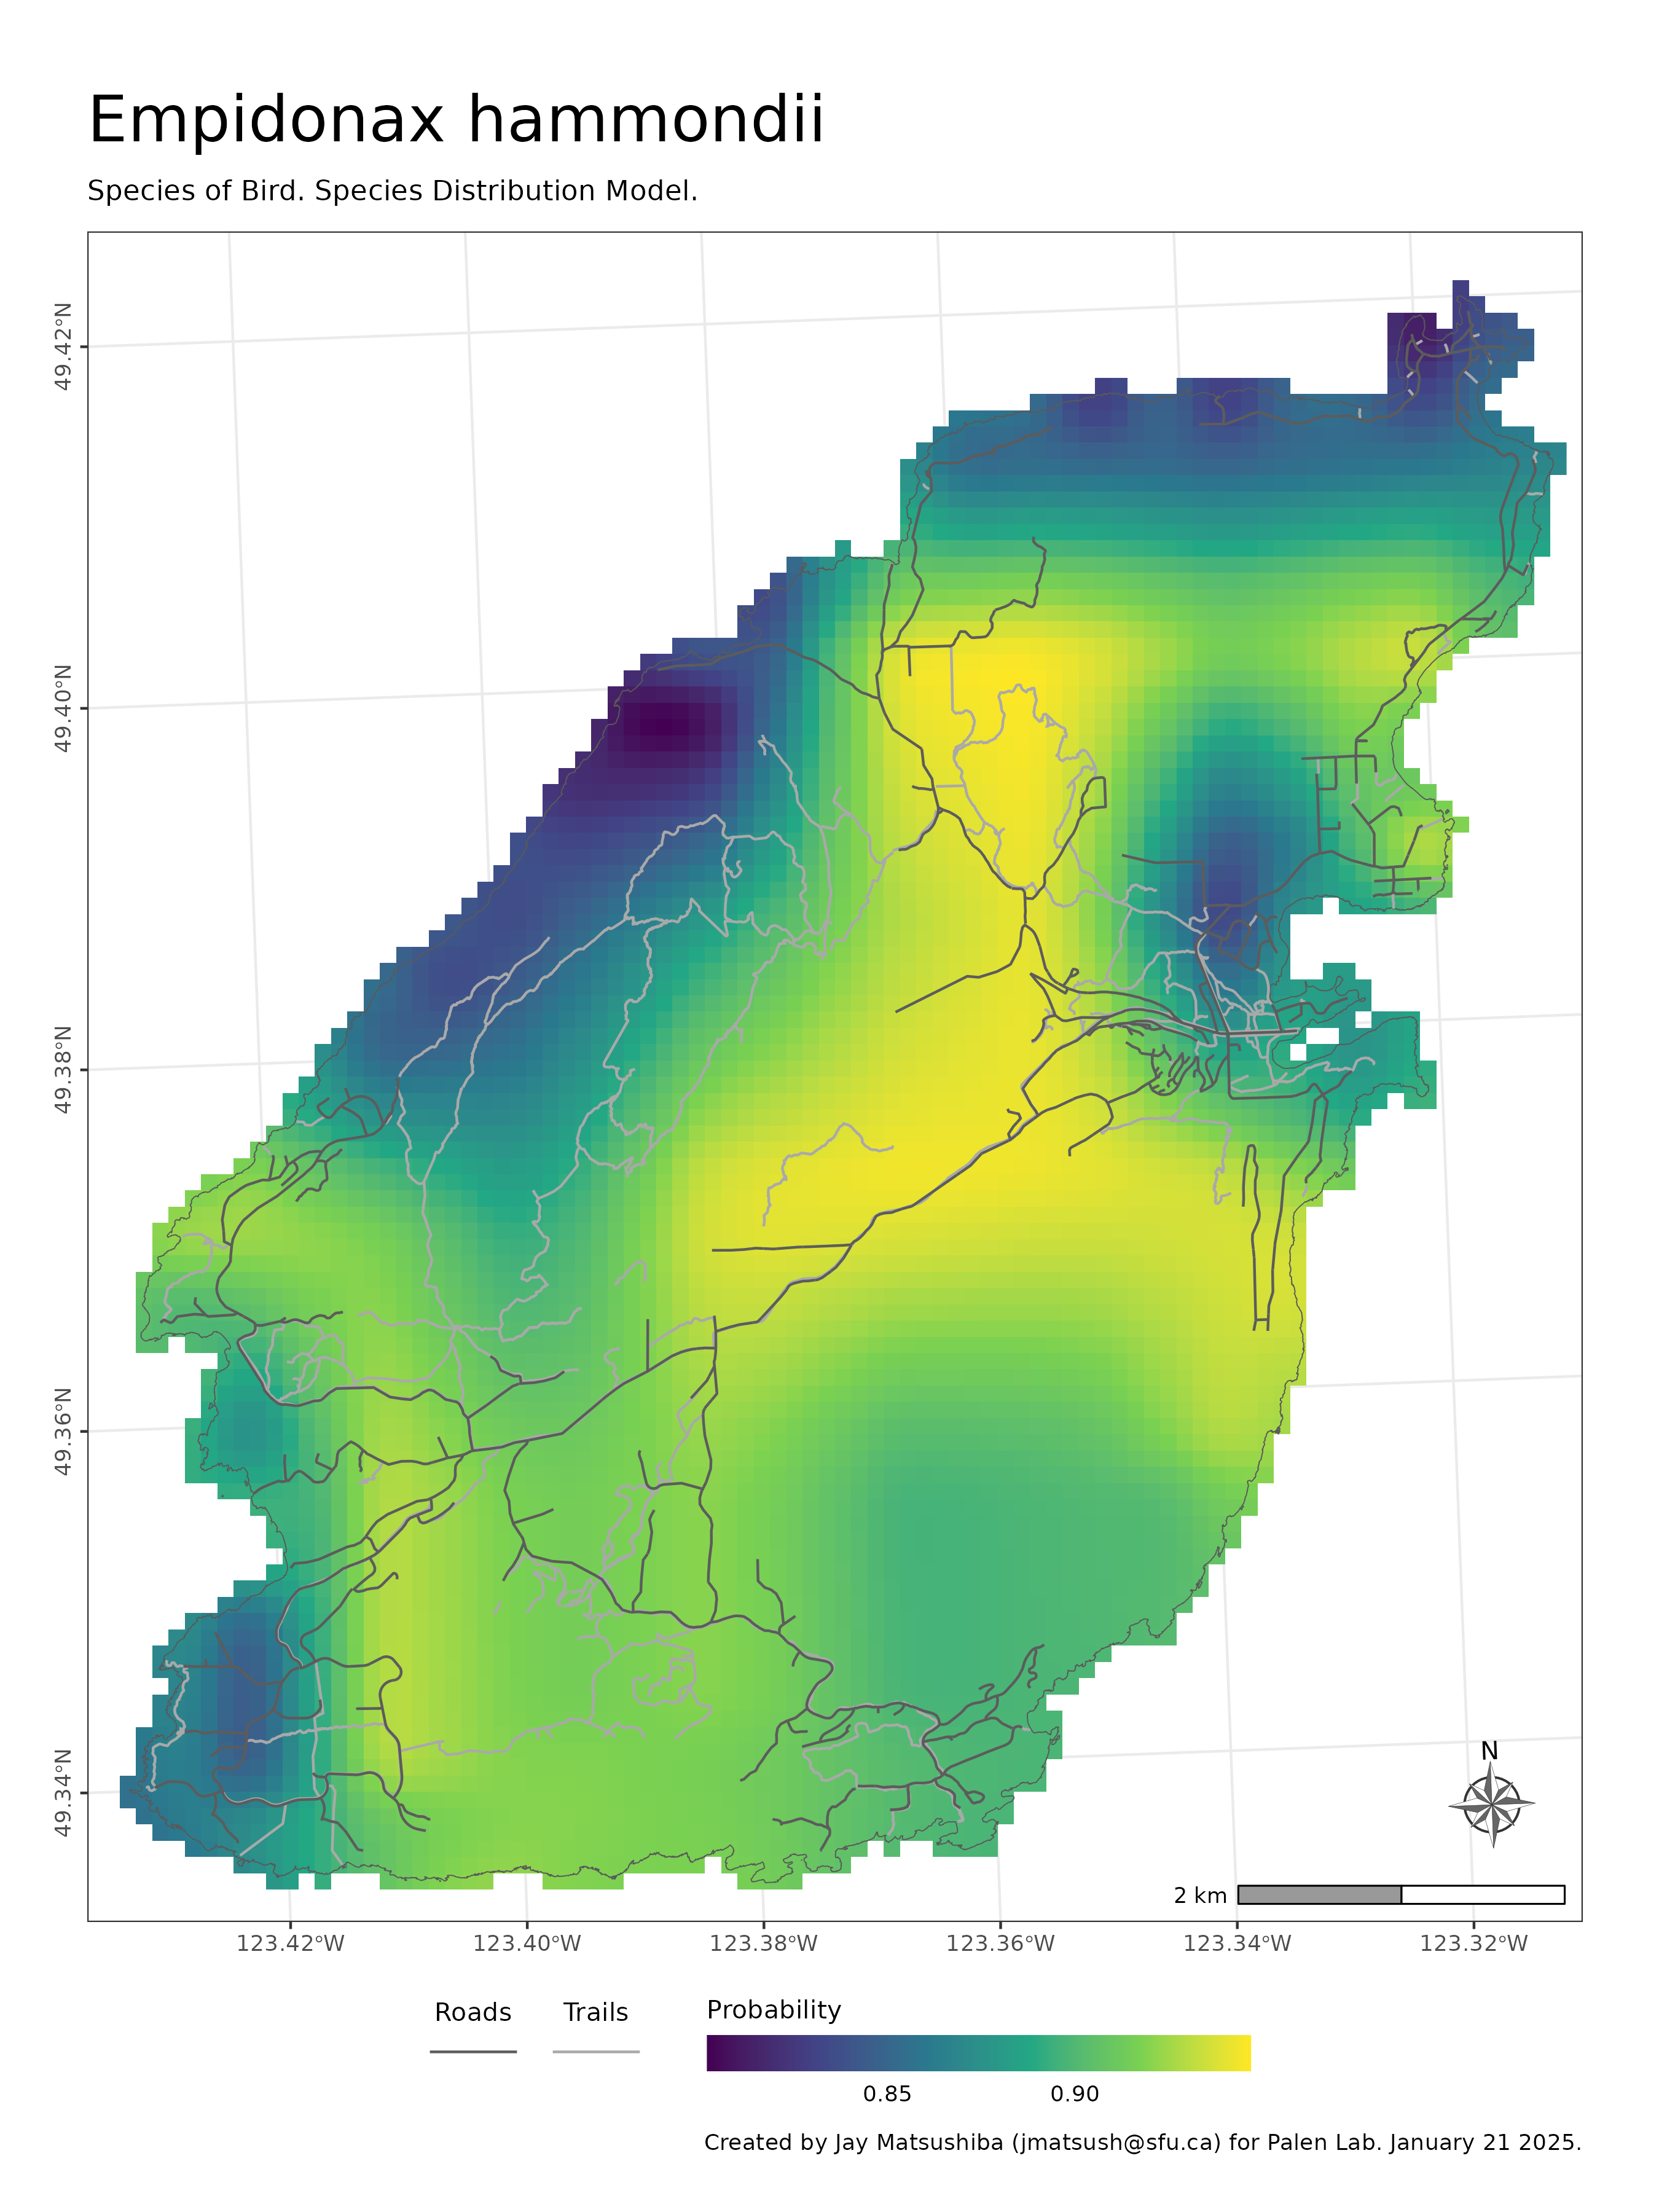 Empidonax hammondii
Species of Bird. Species Distribution Model.
49.42°N
49.40°N
49.38°N
49.36°N
49.34°N
N
2 km
123.42°W
123.40°W
123.38°W
123.36°W
123.34°W
123.32°W
Roads
Trails
Probability
0.85
0.90
Created by Jay Matsushiba (jmatsush@sfu.ca) for Palen Lab. January 21 2025.